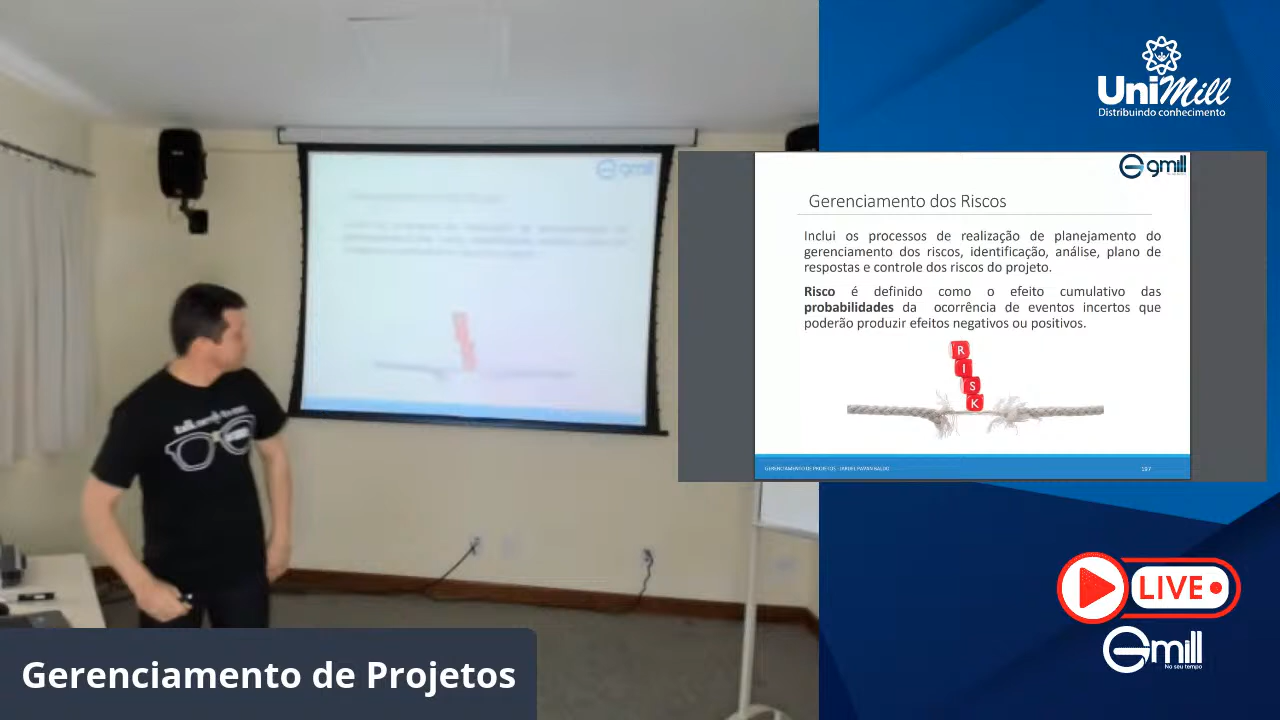 UniMill
Distribuindo conhecimento
gmill
Gerenciamento dos Riscos
Inclui os processos de realização de planejamento do
gerenciamento dos riscos, identificação, análise, plano de
respostas e controle dos riscos do projeto.
Risco é definido como o efeito cumulativo das
probabilidades da ocorrência de eventos incertos que
poderão produzir efeitos negativos ou positivos.
R
I
S
K
197
gmill
LIVE
Gmill
No seu tempo
Gerenciamento de Projetos